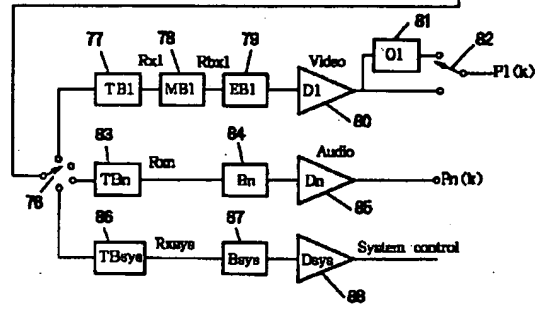 77 Rx1 78 Rbx1 79 Video 81 82
TB1 MB1 EB1 D1 O1 P1(k)
80
83 84 Audio
76 TBn Rxn Bn Dn Pn(k)
85
86 87
TBsys Rxsys Bsys Dsys System control
88